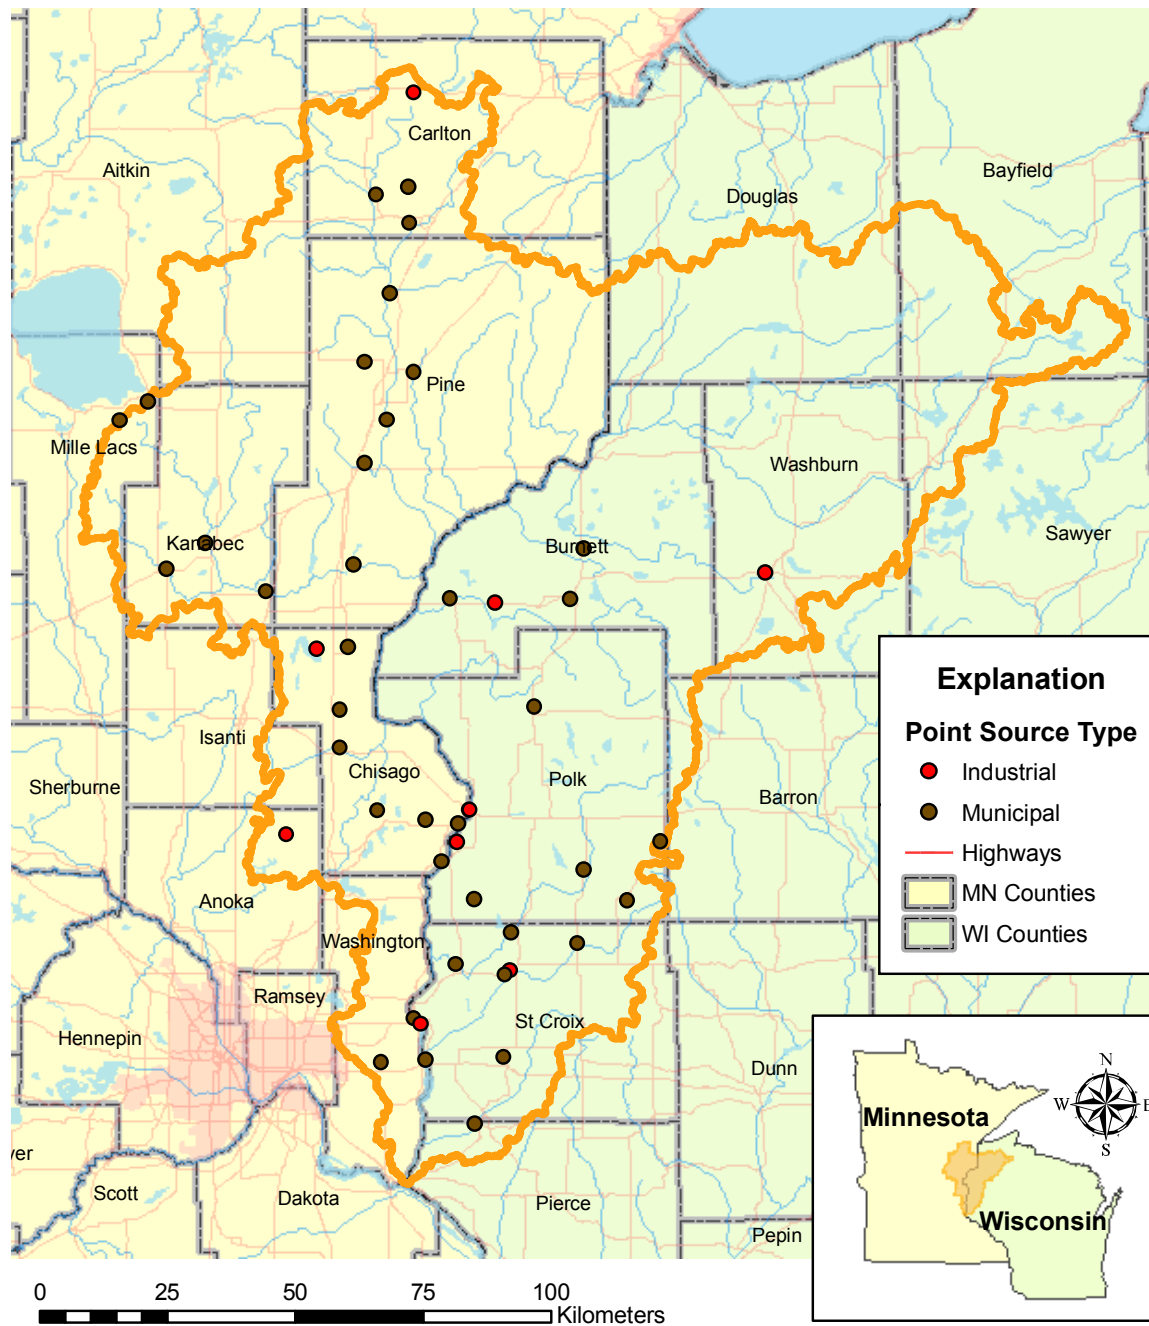 Carlton
Aitkin
Bayfield
Douglas
Pine
Mille Lacs
Washburn
Kanabec
Burnett
Sawyer
Isanti
Chisago
Polk
Sherburne
Barron
Anoka
Washington
Ramsey
St Croix
Hennepin
Dunn
ver
Scott
Dakota
Pierce
Pepin
Explanation
Point Source Type
Industrial
Municipal
Highways
MN Counties
WI Counties
N
W E
S
Minnesota
Wisconsin
0 25 50 75 100
Kilometers